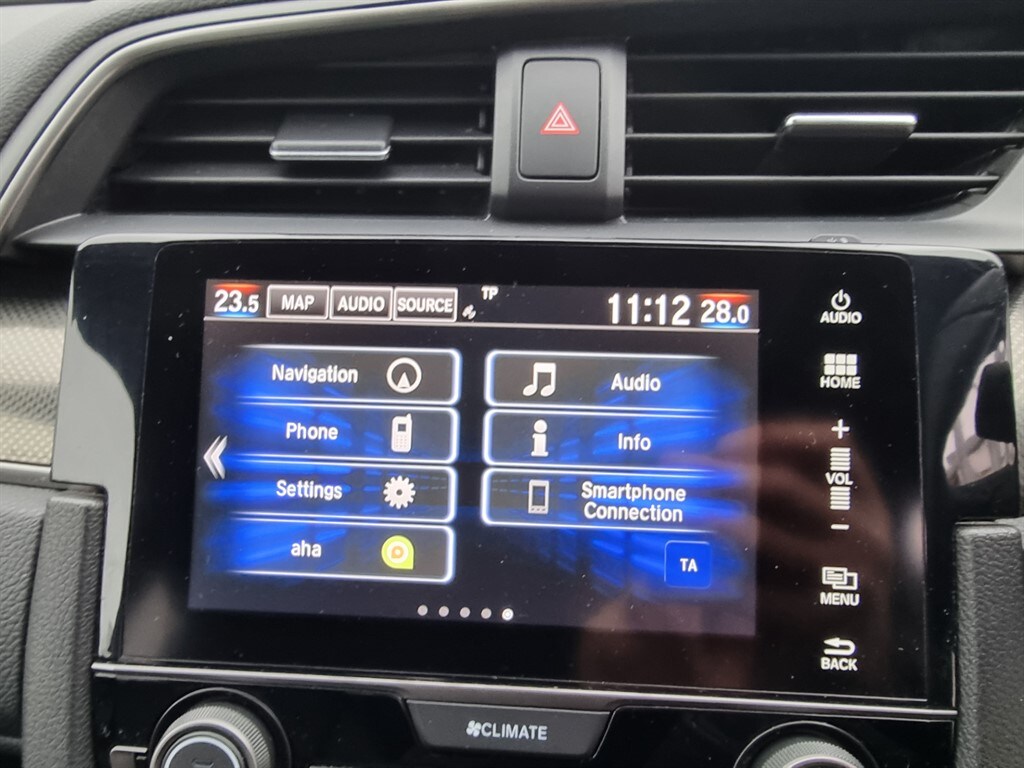 23.5 MAP AUDIO SOURCE TP 11:12 28.0
Navigation
Phone
Settings
aha
Audio
Info
Smartphone
Connection
TA
AUDIO
HOME
+
VOL
−
MENU
BACK
CLIMATE